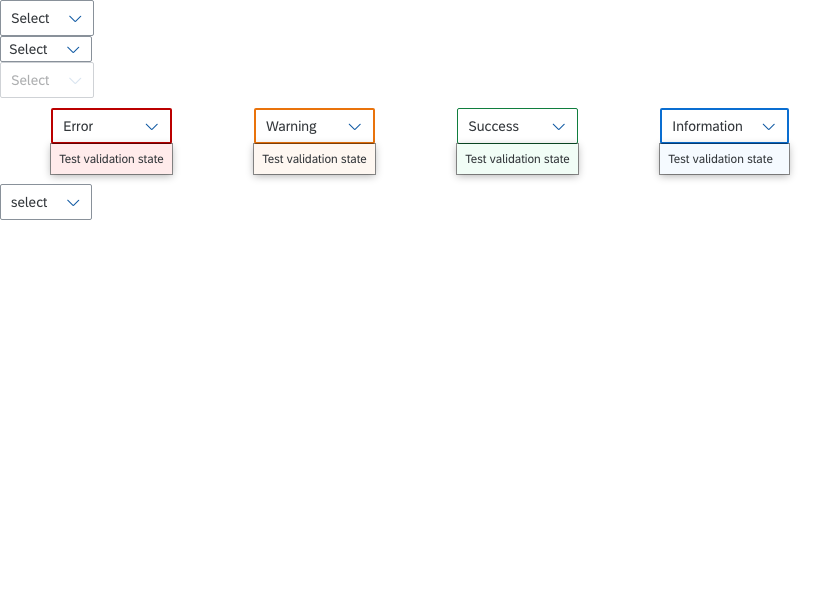 Select
Select
Select
Error
Warning
Success
Information
Test validation state
Test validation state
Test validation state
Test validation state
select